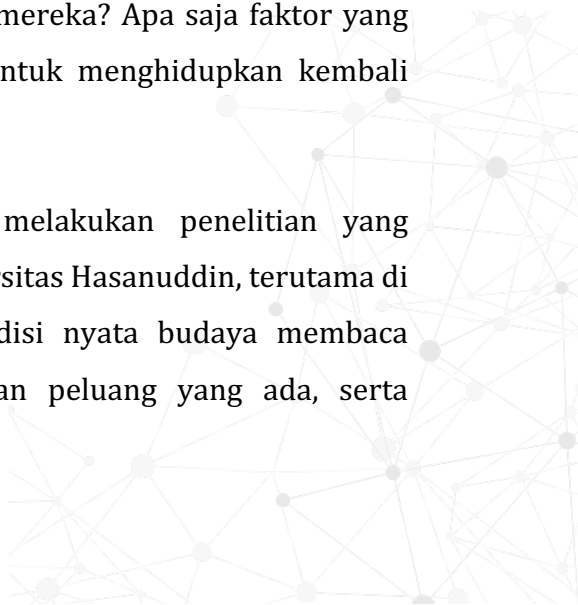 mereka? Apa saja faktor yang
ntuk menghidupkan kembali
melakukan penelitian yang
rsitas Hasanuddin, terutama di
disi nyata budaya membaca
an peluang yang ada, serta